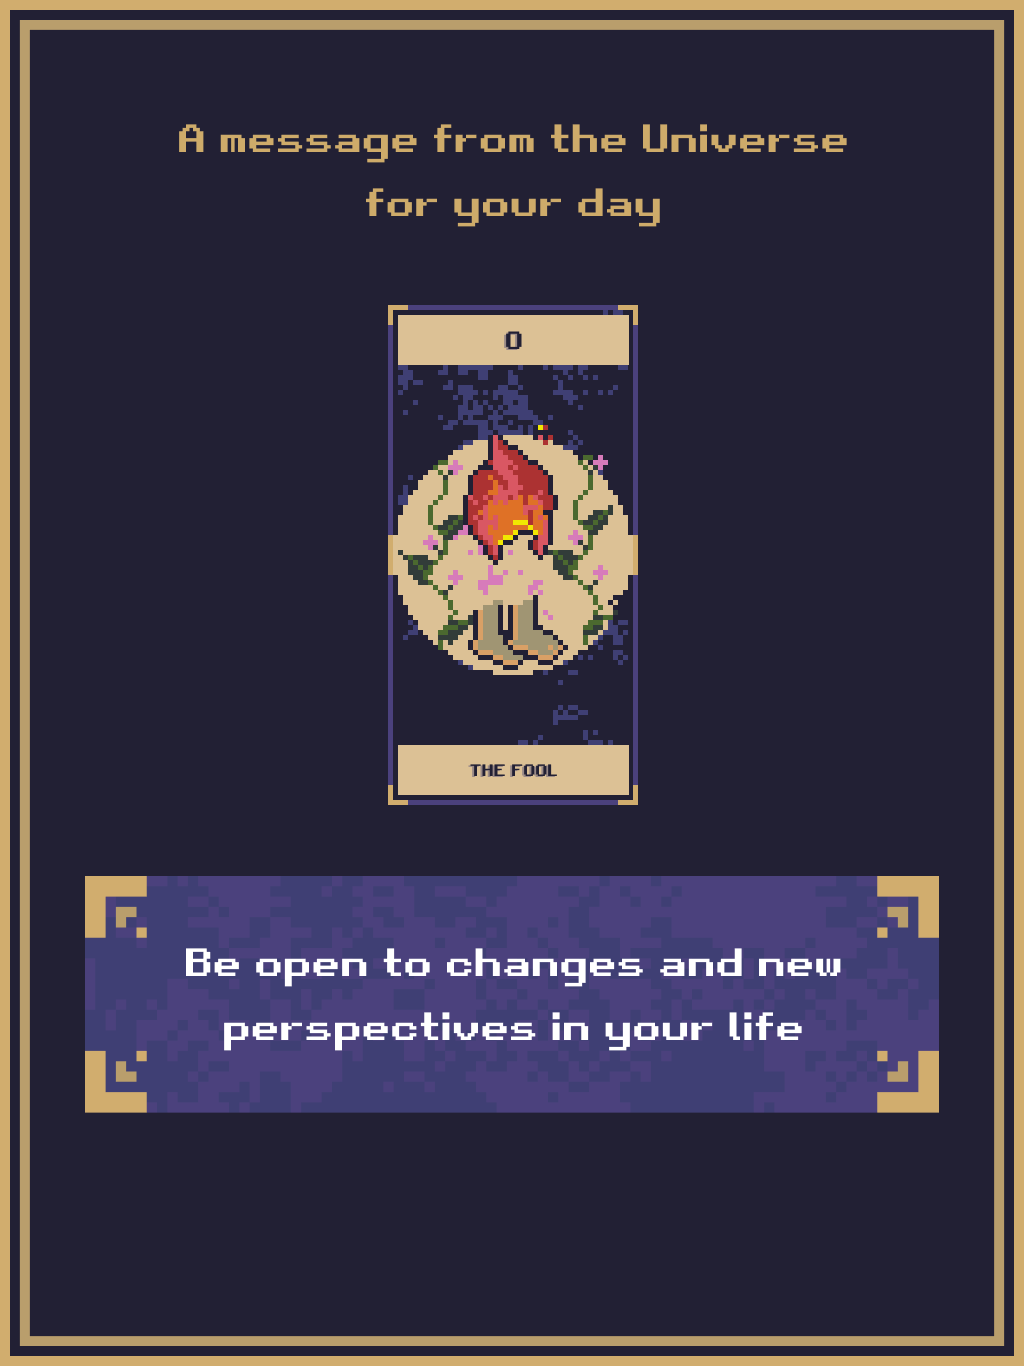 A message from the Universe
for your day
0
THE FOOL
Be open to changes and new
perspectives in your life